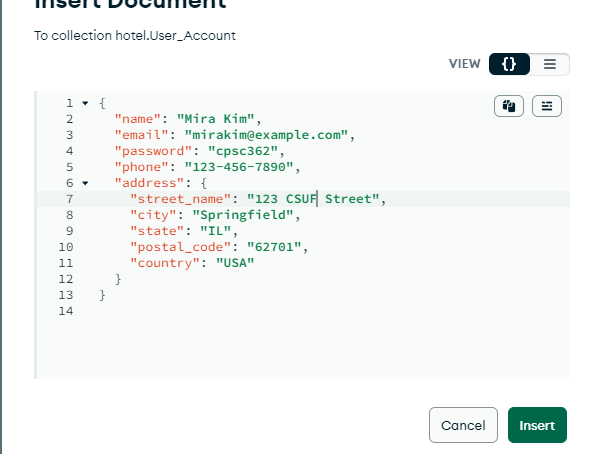 Insert Document
To collection hotel.User_Account
VIEW {}
1 {
2 "name": "Mira Kim",
3 "email": "mirakim@example.com",
4 "password": "cpsc362",
5 "phone": "123-456-7890",
6 "address": {
7 "street_name": "123 CSUF Street",
8 "city": "Springfield",
9 "state": "IL",
10 "postal_code": "62701",
11 "country": "USA"
12 }
13 }
14
Cancel Insert